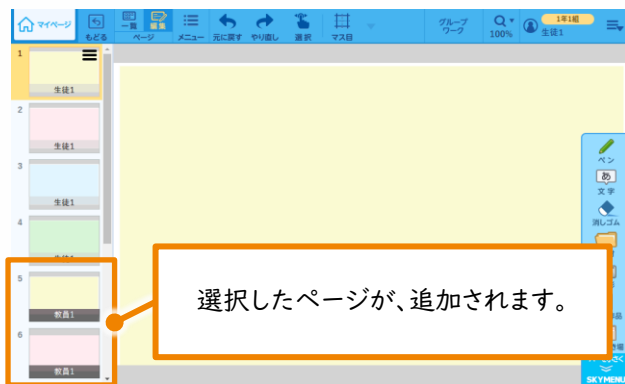 マイページ
もどる
一覧 編集
ページ
メニュー
元に戻す
やり直し
選択
マス目
グループ
ワーク
100%
1年1組
生徒1
1
生徒1
2
生徒1
3
生徒1
4
5
教員1
6
教員1
ペン
あ
文字
消しゴム
選択したページが、追加されます。
SKYMENU